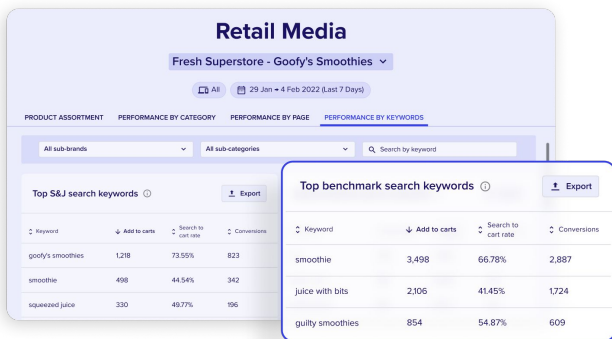 Retail Media
Fresh Superstore - Goofy's Smoothies
All 29 Jan → 4 Feb 2022 (Last 7 Days)
PRODUCT ASSORTMENT PERFORMANCE BY CATEGORY PERFORMANCE BY PAGE PERFORMANCE BY KEYWORDS
All sub-brands All sub-categories Search by keyword
Top S&J search keywords Export
Keyword Add to carts Search to cart rate Conversions
goofy's smoothies 1,218 73.55% 823
smoothie 498 44.54% 342
squeezed juice 330 49.77% 196
Top benchmark search keywords Export
Keyword Add to carts Search to cart rate Conversions
smoothie 3,498 66.78% 2,887
juice with bits 2,106 41.45% 1,724
guilty smoothies 854 54.87% 609